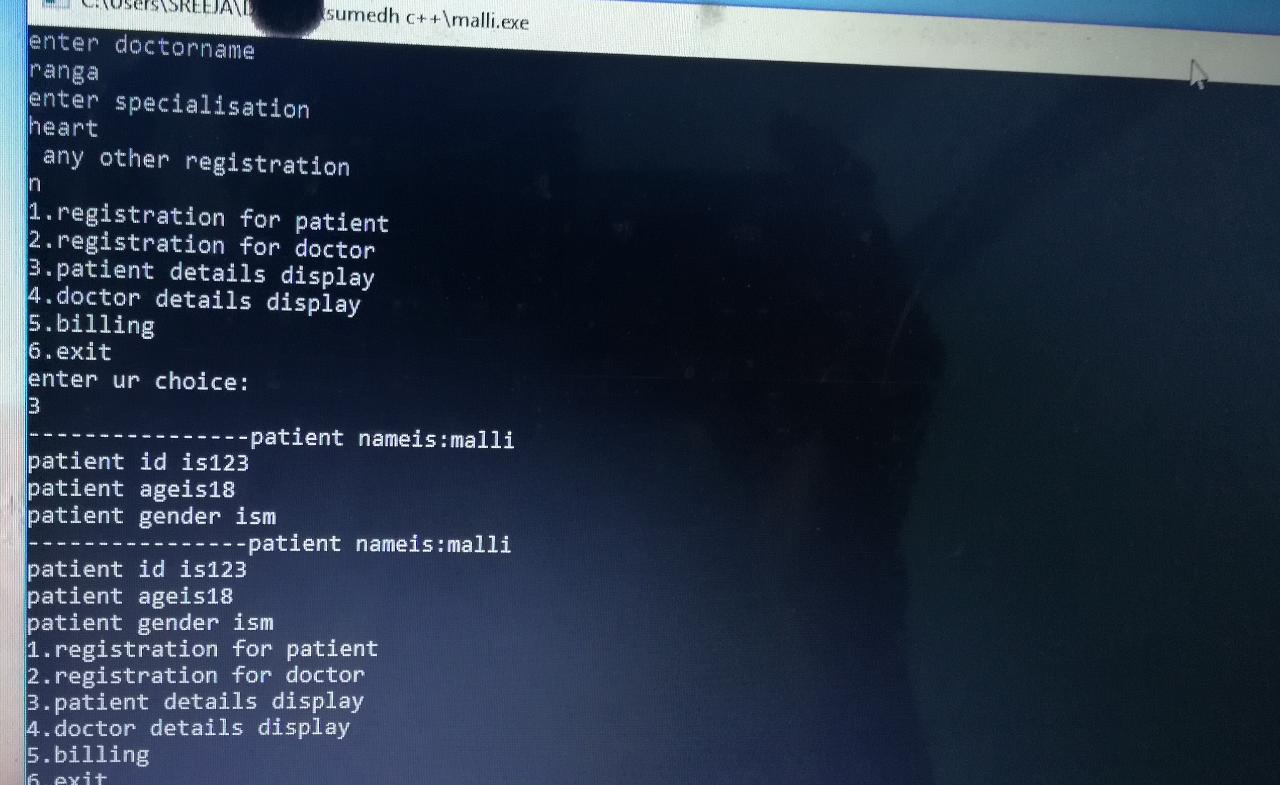 C:\Users\SREEJA\ sumedh c++\malli.exe
enter doctorname
ranga
enter specialisation
heart
any other registration
n
1.registration for patient
2.registration for doctor
3.patient details display
4.doctor details display
5.billing
6.exit
enter ur choice:
3
----------------patient nameis:malli
patient id is123
patient ageis18
patient gender ism
----------------patient nameis:malli
patient id is123
patient ageis18
patient gender ism
1.registration for patient
2.registration for doctor
3.patient details display
4.doctor details display
5.billing
6.exit